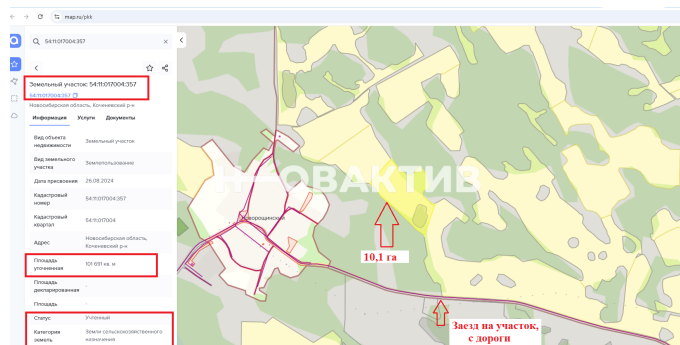 map.ru/pkk
54:11:017004:357
Земельный участок: 54:11:017004:357
54:11:017004:357
Новосибирская область, Коченевский р-н
Информация Услуги Документы
Вид объекта недвижимости
Земельный участок
Вид земельного участка
Землепользование
Дата присвоения
26.08.2024
Кадастровый номер
54:11:017004:357
Кадастровый квартал
54:11:017004
Адрес
Новосибирская область, Коченевский р-н
Площадь уточненная
101 891 кв. м
Площадь декларированная
-
Площадь
-
Статус
Учтенный
Категория земель
Земли сельскохозяйственного назначения
10,1 га
Заезд на участок,
с дороги